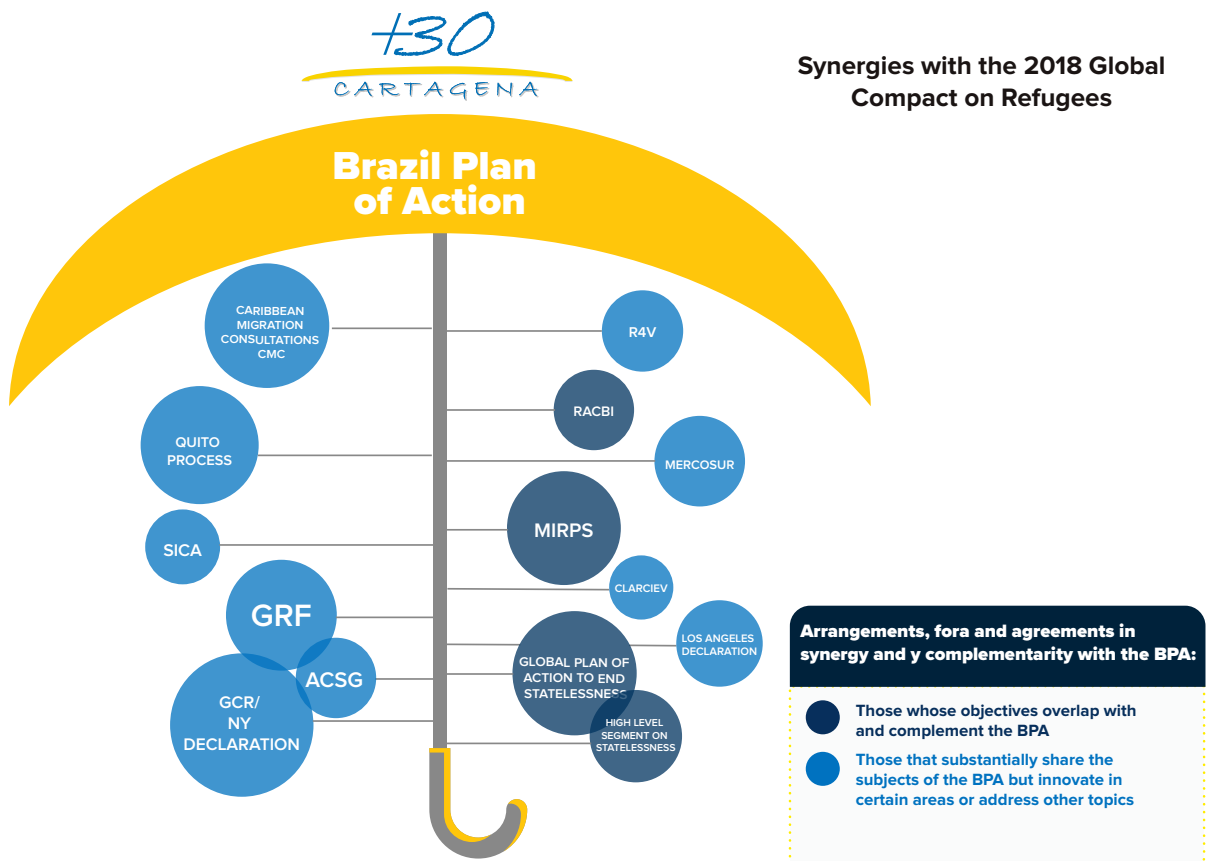 +30
CARTAGENA
Synergies with the 2018 Global
Compact on Refugees
Brazil Plan
of Action
CARIBBEAN
MIGRATION
CONSULTATIONS
CMC
QUITO
PROCESS
SICA
GRF
ACSG
GCR/
NY
DECLARATION
R4V
RACBI
MERCOSUR
MIRPS
CLARCIEV
LOS ANGELES
DECLARATION
GLOBAL PLAN OF
ACTION TO END
STATELESSNESS
HIGH LEVEL
SEGMENT ON
STATELESSNESS
Arrangements, fora and agreements in
synergy and y complementarity with the BPA:
Those whose objectives overlap with
and complement the BPA
Those that substantially share the
subjects of the BPA but innovate in
certain areas or address other topics